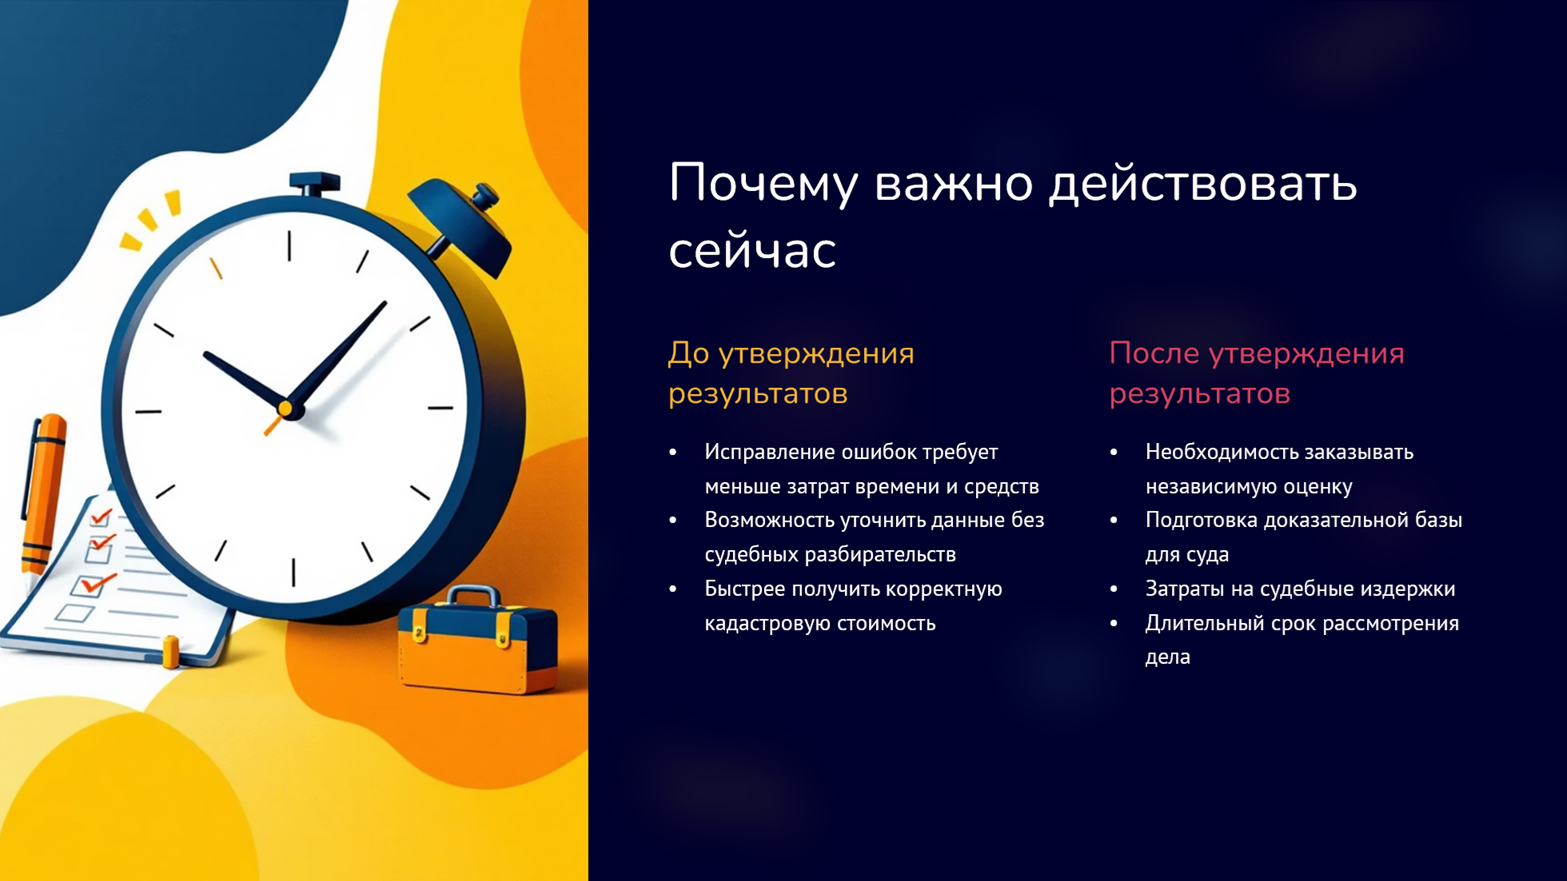 Почему важно действовать
сейчас
До утверждения
результатов
• Исправление ошибок требует
меньше затрат времени и средств
• Возможность уточнить данные без
судебных разбирательств
• Быстрее получить корректную
кадастровую стоимость
После утверждения
результатов
• Необходимость заказывать
независимую оценку
• Подготовка доказательной базы
для суда
• Затраты на судебные издержки
• Длительный срок рассмотрения
дела